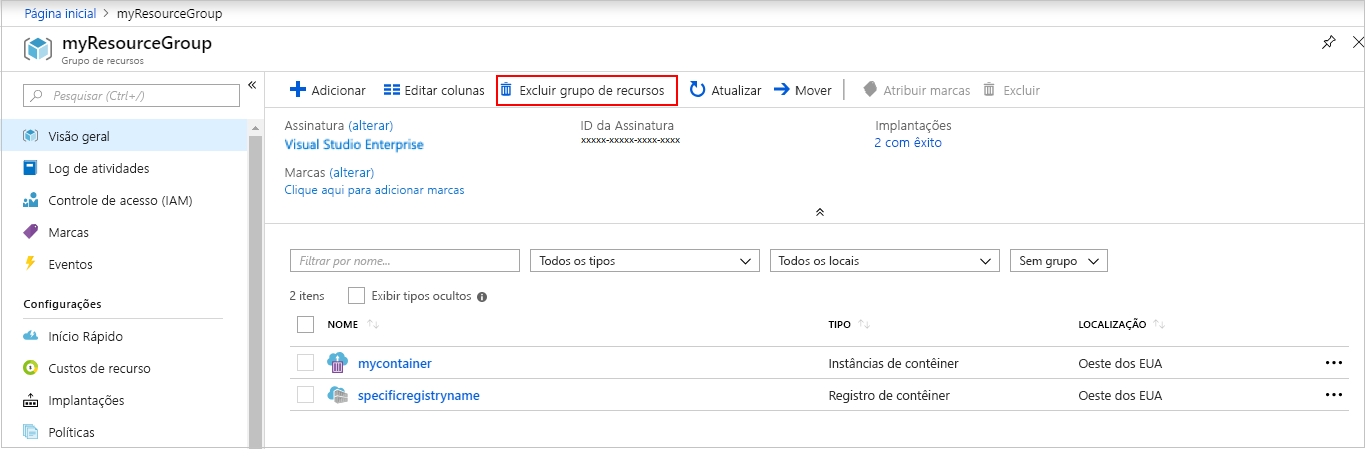 Página inicial > myResourceGroup
myResourceGroup
Grupo de recursos
Pesquisar (Ctrl+/)
Visão geral
Log de atividades
Controle de acesso (IAM)
Marcas
Eventos
Configurações
Início Rápido
Custos de recurso
Implantações
Políticas
Adicionar Editar colunas Excluir grupo de recursos Atualizar Mover Atribuir marcas Excluir
Assinatura (alterar) ID da Assinatura Implantações
Visual Studio Enterprise xxxxx-xxxxx-xxxx-xxxx 2 com êxito
Marcas (alterar)
Clique aqui para adicionar marcas
Filtrar por nome... Todos os tipos Todos os locais Sem grupo
2 itens Exibir tipos ocultos
NOME TIPO LOCALIZAÇÃO
mycontainer Instâncias de contêiner Oeste dos EUA
specificregistryname Registro de contêiner Oeste dos EUA